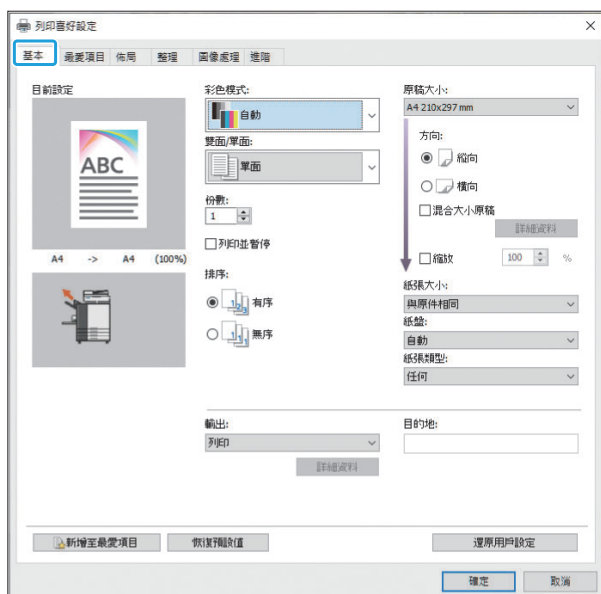 列印喜好設定
基本 最愛項目 佈局 整理 圖像處理 進階
目前設定
ABC
A4 -> A4 (100%)
彩色模式:
自動
雙面/單面:
單面
份數:
1
列印並暫停
排序:
有序
無序
原稿大小:
A4 210x297 mm
方向:
縱向
橫向
混合大小原稿
詳細資料
縮放 100 %
紙張大小:
與原件相同
紙盤:
自動
紙張類型:
任何
輸出:
列印
詳細資料
目的地:
新增至最愛項目 恢復預設值 還原用戶設定
確定 取消